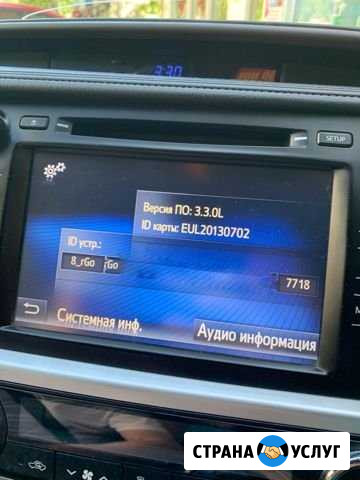 3:30
SETUP
Версия ПО: 3.3.0L
ID карты: EUL20130702
ID устр.:
8_rGo
7718
Системная инф.
Аудио информация
СТРАНА УСЛУГ